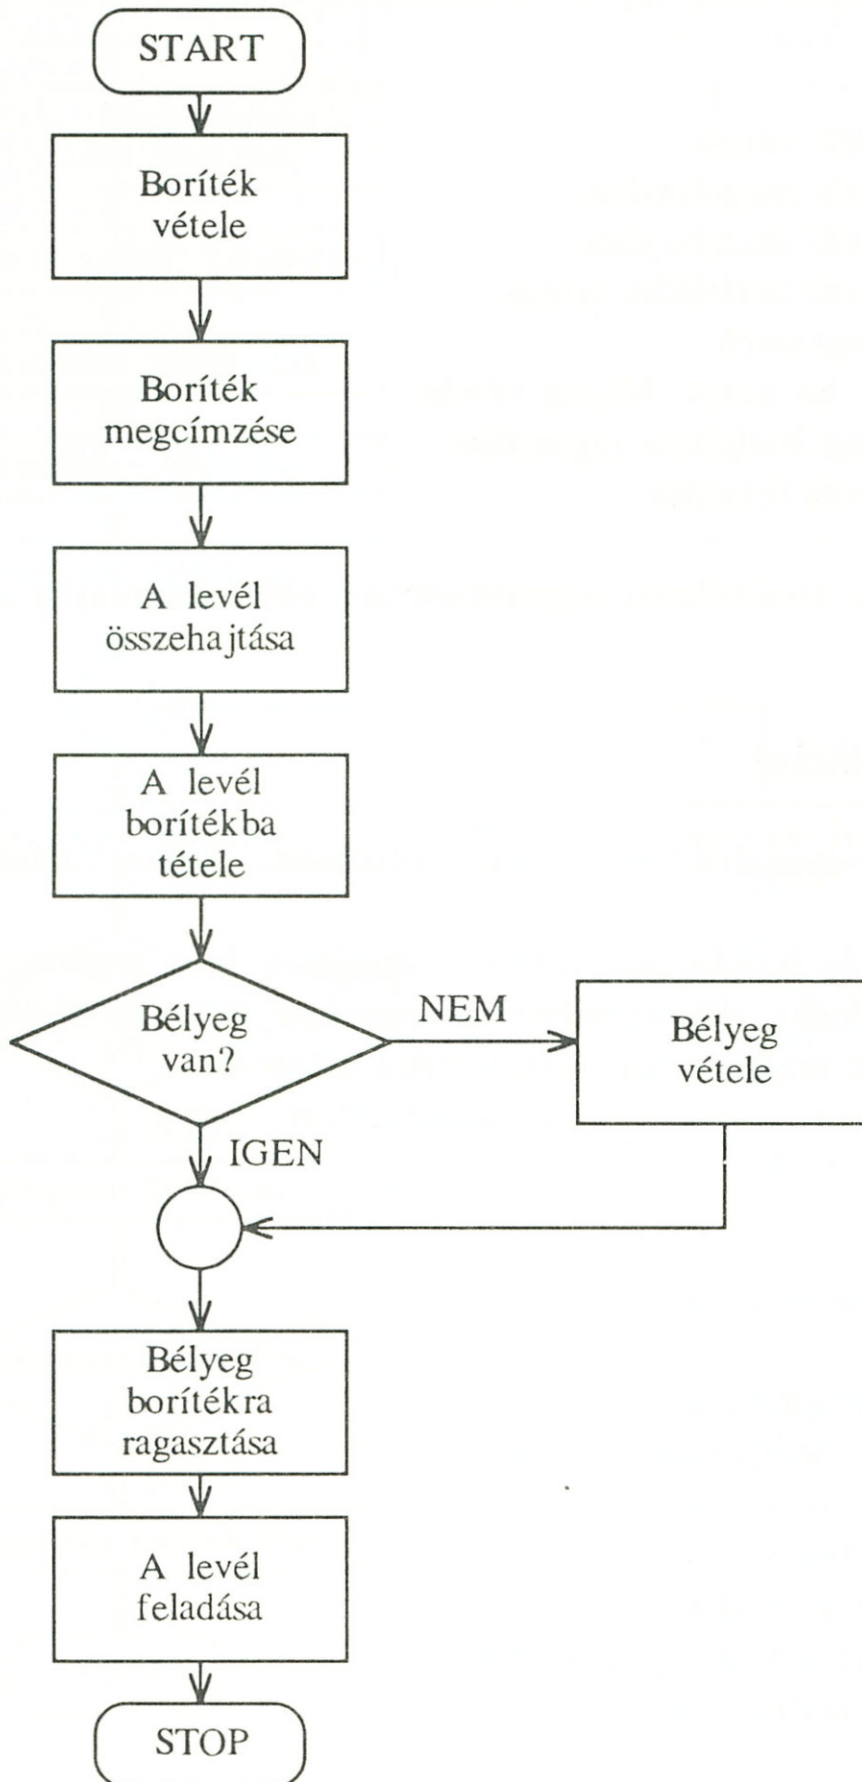 START
Boríték
vétele
Boríték
megcímzése
A levél
összehajtása
A levél
borítékba
tétele
Bélyeg
van?
NEM
Bélyeg
vétele
IGEN
Bélyeg
borítékra
ragasztása
A levél
feladása
STOP